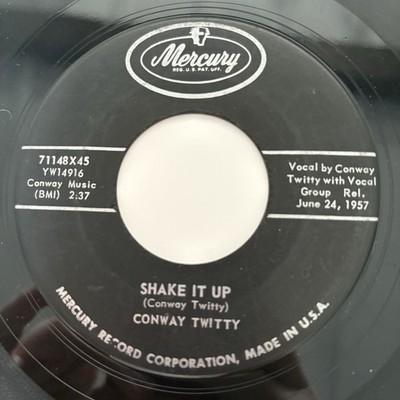 Mercury
REG. U.S. PAT. OFF.
71148X45
YW14916
Conway Music
(BMI) 2:37
Vocal by Conway
Twitty with Vocal
Group Rel.
June 24, 1957
SHAKE IT UP
(Conway Twitty)
CONWAY TWITTY
MERCURY RECORD CORPORATION, MADE IN U.S.A.